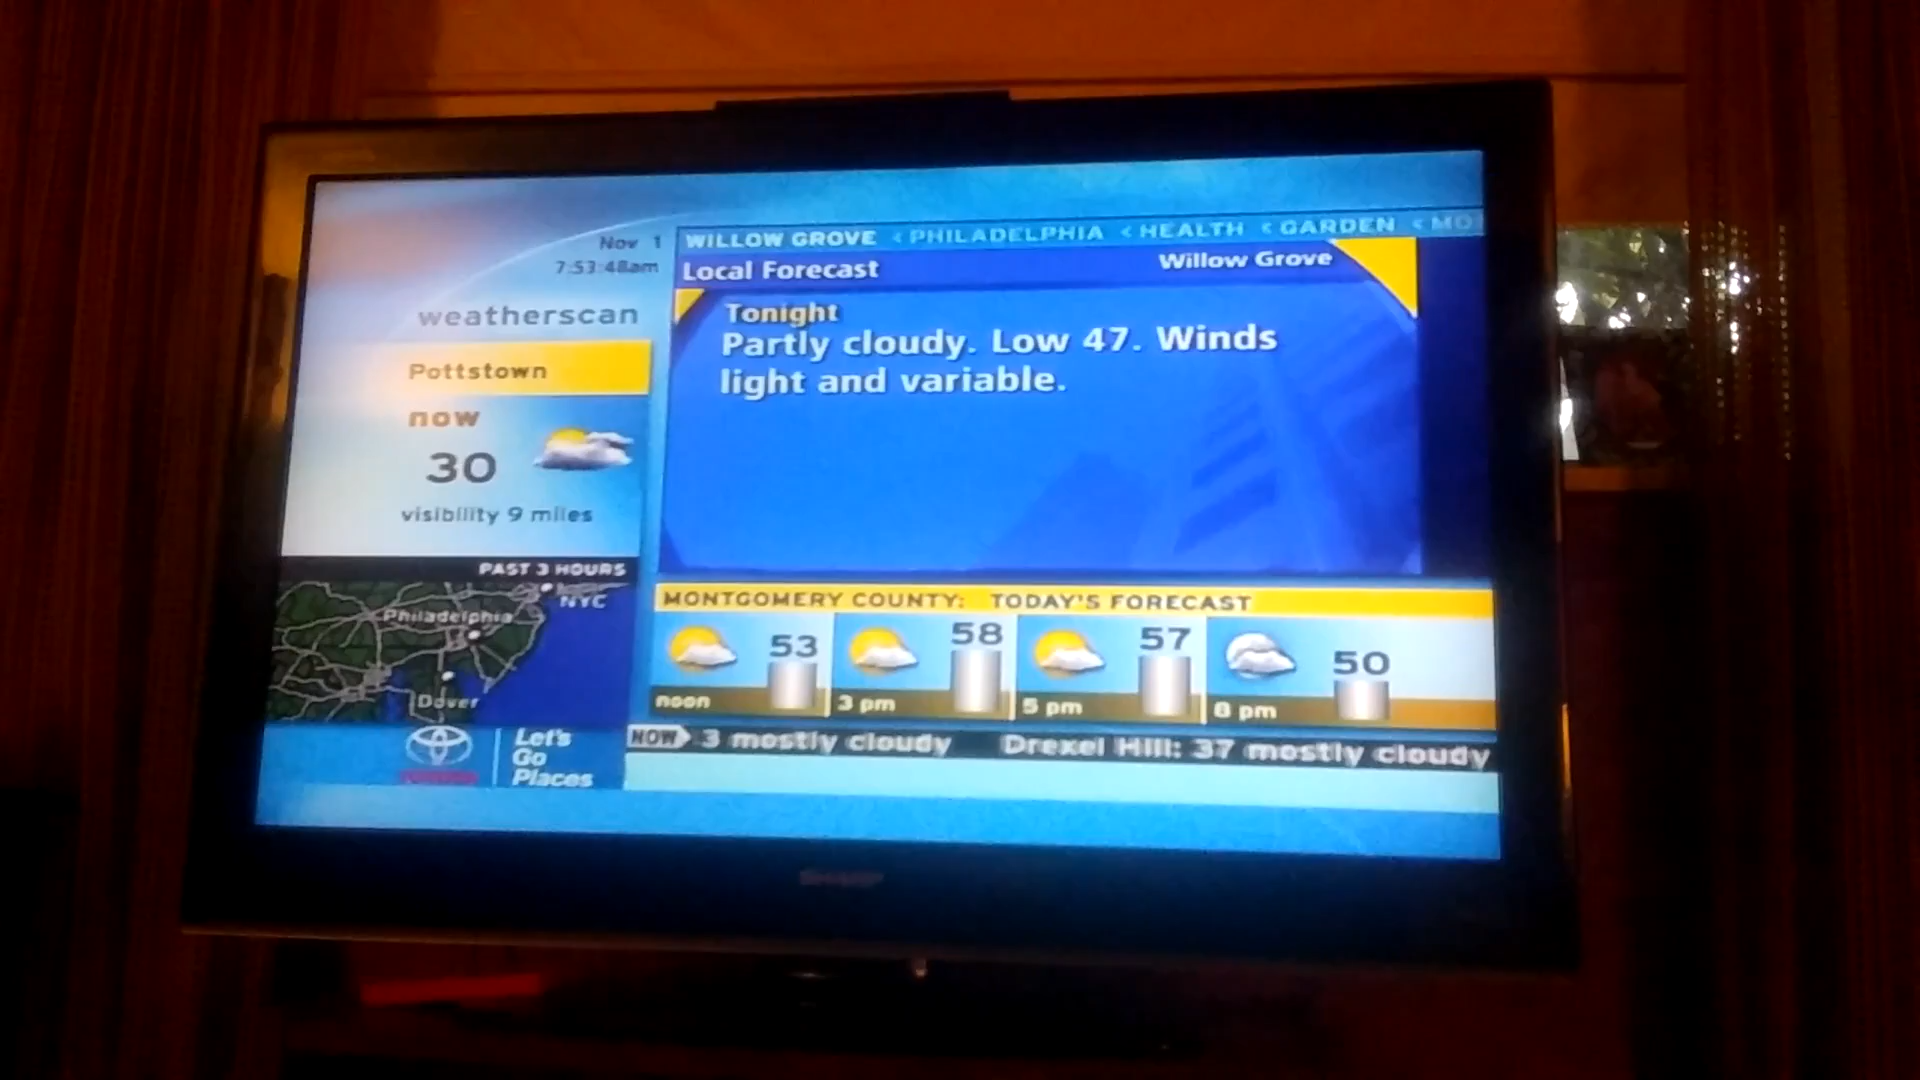 WILLOW GROVE < PHILADELPHIA < HEALTH < GARDEN < MO
Nov 1
7:53:48am
Local Forecast
Willow Grove
weatherscan
Tonight
Partly cloudy. Low 47. Winds
light and variable.
Pottstown
now
30
visibility 9 miles
PAST 3 HOURS
NYC
Philadelphia
Dover
MONTGOMERY COUNTY: TODAY'S FORECAST
53 58 57 50
noon 3 pm 5 pm 8 pm
NOW 3 mostly cloudy Drexel Hill: 37 mostly cloudy
TOYOTA
Let's
Go
Places
SHARP